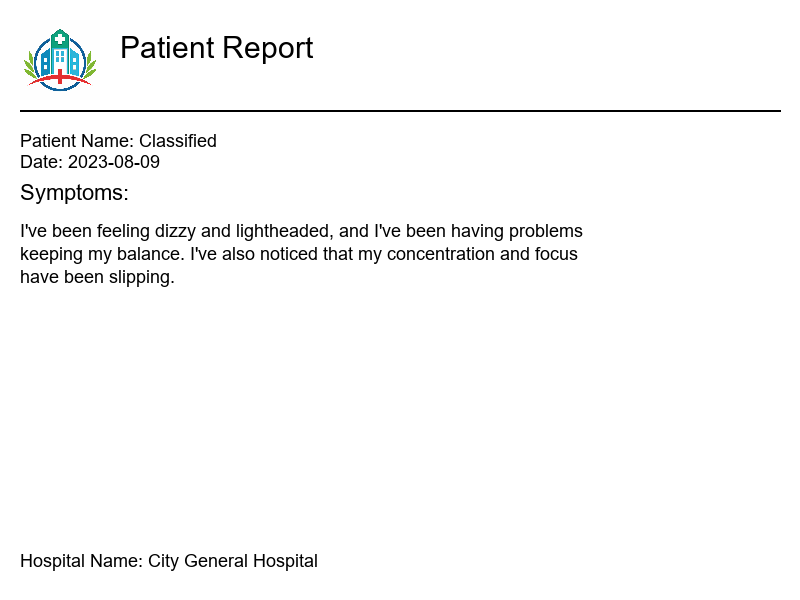 Patient Report
Patient Name: Classified
Date: 2023-08-09
Symptoms:
I've been feeling dizzy and lightheaded, and I've been having problems
keeping my balance. I've also noticed that my concentration and focus
have been slipping.
Hospital Name: City General Hospital